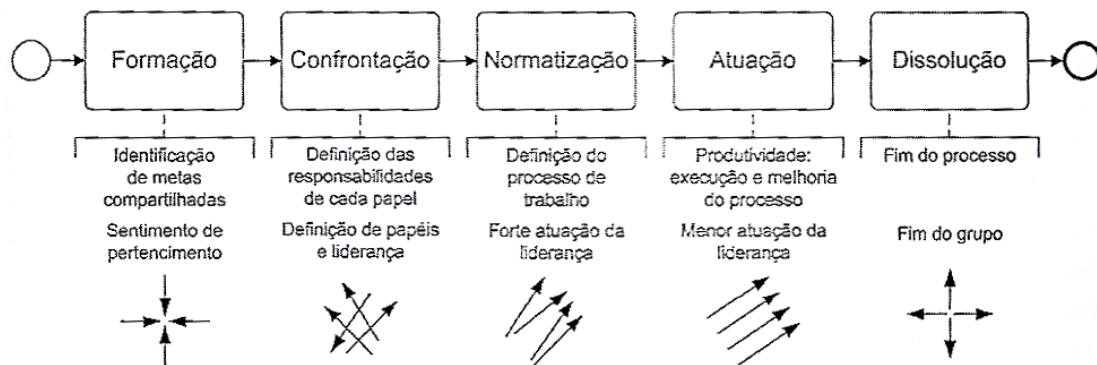 Formação
Confrontação
Normatização
Atuação
Dissolução
Identificação
de metas
compartilhadas
Sentimento de
pertencimento
Definição das
responsabilidades
de cada papel
Definição de papéis
e liderança
Definição do
processo de
trabalho
Forte atuação da
liderança
Produtividade:
execução e melhoria
do processo
Menor atuação da
liderança
Fim do processo
Fim do grupo